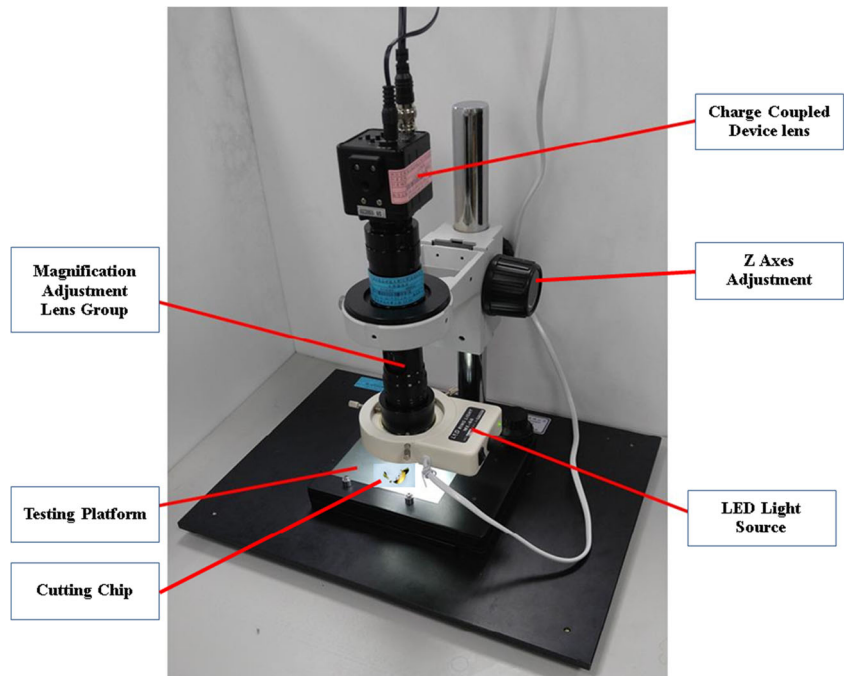 Charge Coupled
Device lens
Magnification
Adjustment
Lens Group
Z Axes
Adjustment
Testing Platform
LED Light
Source
Cutting Chip